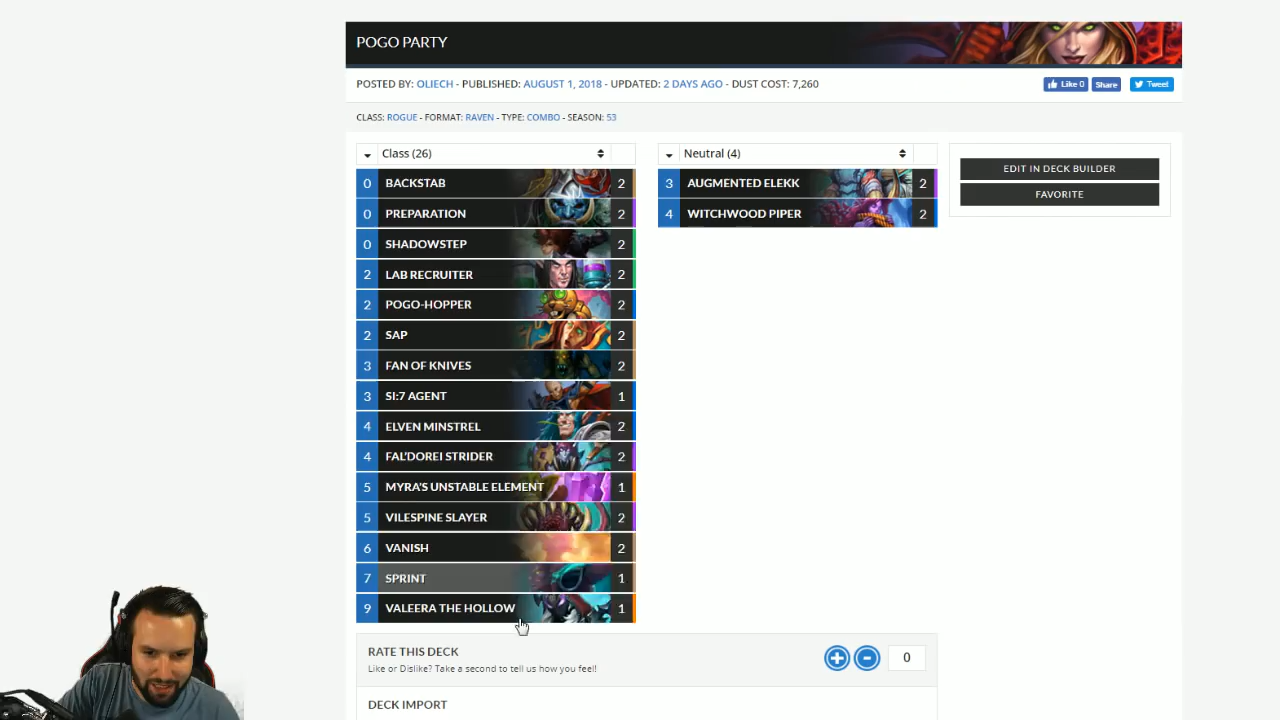 POGO PARTY
POSTED BY: OLIECH - PUBLISHED: AUGUST 1, 2018 - UPDATED: 2 DAYS AGO - DUST COST: 7,260
Like 0
Share
Tweet
CLASS: ROGUE - FORMAT: RAVEN - TYPE: COMBO - SEASON: 53
Class (26)
0 BACKSTAB 2
0 PREPARATION 2
0 SHADOWSTEP 2
2 LAB RECRUITER 2
2 POGO-HOPPER 2
2 SAP 2
3 FAN OF KNIVES 2
3 SI:7 AGENT 1
4 ELVEN MINSTREL 2
4 FAL'DOREI STRIDER 2
5 MYRA'S UNSTABLE ELEMENT 1
5 VILESPINE SLAYER 2
6 VANISH 2
7 SPRINT 1
9 VALEERA THE HOLLOW 1
Neutral (4)
3 AUGMENTED ELEKK 2
4 WITCHWOOD PIPER 2
EDIT IN DECK BUILDER
FAVORITE
RATE THIS DECK
Like or Dislike? Take a second to tell us how you feel!
0
DECK IMPORT